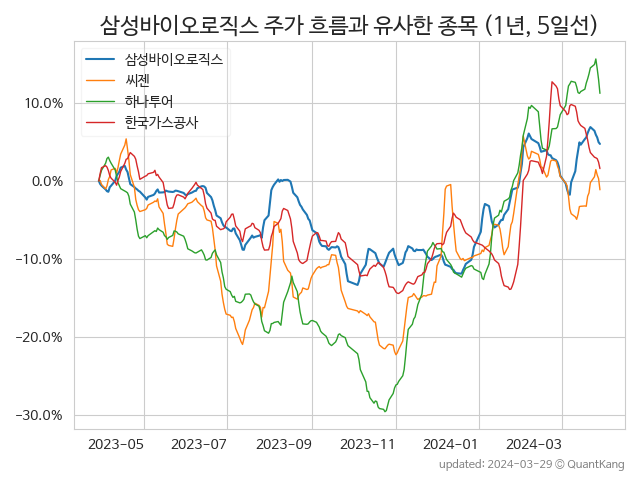 삼성바이오로직스 주가 흐름과 유사한 종목 (1년, 5일선)
삼성바이오로직스
씨젠
하나투어
한국가스공사
10.0%
0.0%
−10.0%
−20.0%
−30.0%
2023-05 2023-07 2023-09 2023-11 2024-01 2024-03
updated: 2024-03-29 © QuantKang